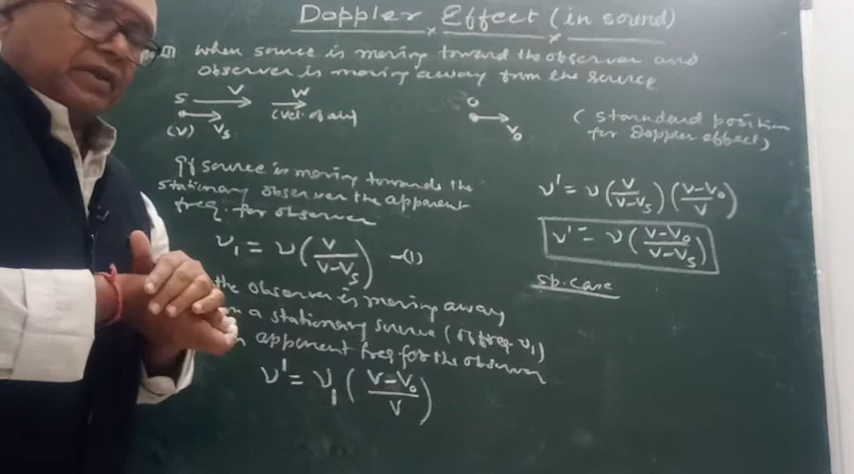 Doppler Effect (in sound)
when source is moving toward the observer and
observer is moving away from the source
S V W O
(ν) Vs (vel. of air) Vo
(standard position
for Doppler effect)
If source is moving towards the
stationary observer the apparent
freq. for observer
ν₁ = ν (V/(V-Vs)) —(1)
the observer is moving away
a stationary source (of freq. ν₁)
apparent freq for the observer
ν' = ν₁ ((V-Vo)/V)
ν' = ν (V/(V-Vs)) ((V-Vo)/V)
ν' = ν ((V-Vo)/(V-Vs))
Sp. case